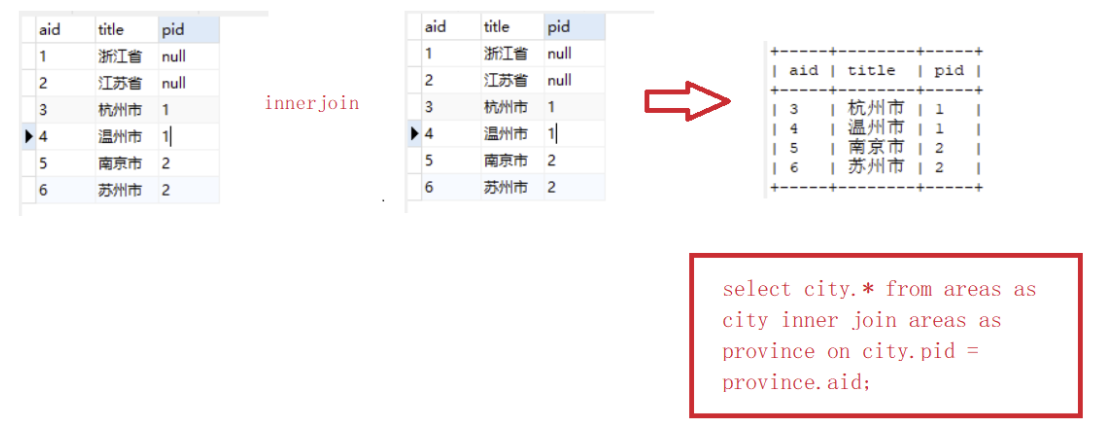 aid title pid
1 浙江省 null
2 江苏省 null
3 杭州市 1
4 温州市 1
5 南京市 2
6 苏州市 2
innerjoin
aid title pid
1 浙江省 null
2 江苏省 null
3 杭州市 1
4 温州市 1
5 南京市 2
6 苏州市 2
+-----+---------+-----+
| aid | title | pid |
+-----+---------+-----+
| 3 | 杭州市 | 1 |
| 4 | 温州市 | 1 |
| 5 | 南京市 | 2 |
| 6 | 苏州市 | 2 |
+-----+---------+-----+
select city.* from areas as
city inner join areas as
province on city.pid =
province.aid;